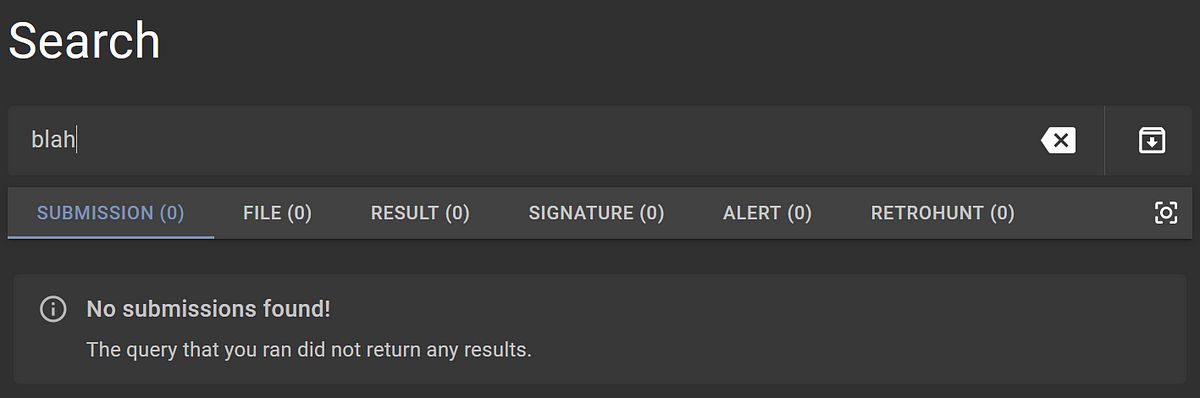 Search
blah
SUBMISSION (0) FILE (0) RESULT (0) SIGNATURE (0) ALERT (0) RETROHUNT (0)
No submissions found!
The query that you ran did not return any results.